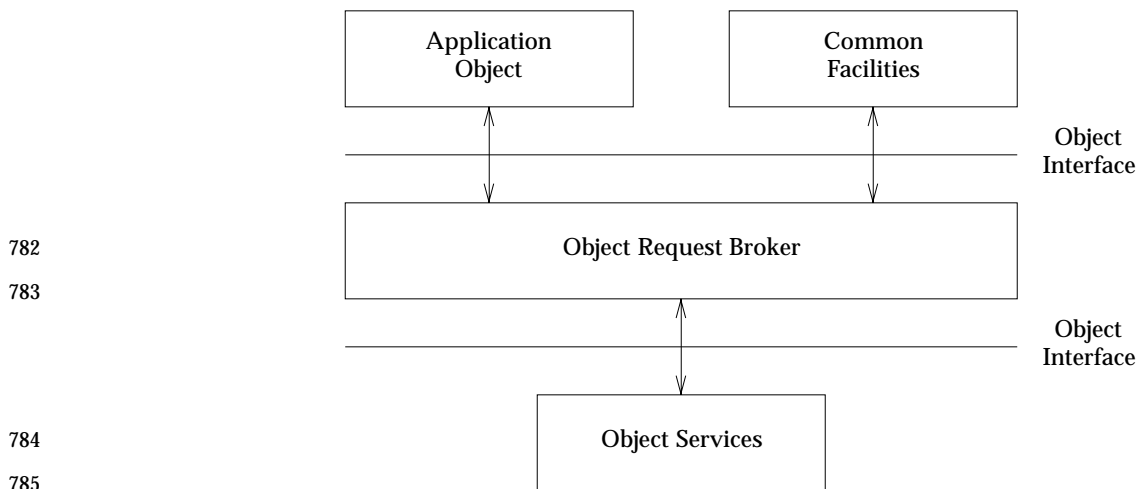 Application
Object
Common
Facilities
Object
Interface
782 Object Request Broker
783
Object
Interface
784 Object Services
785